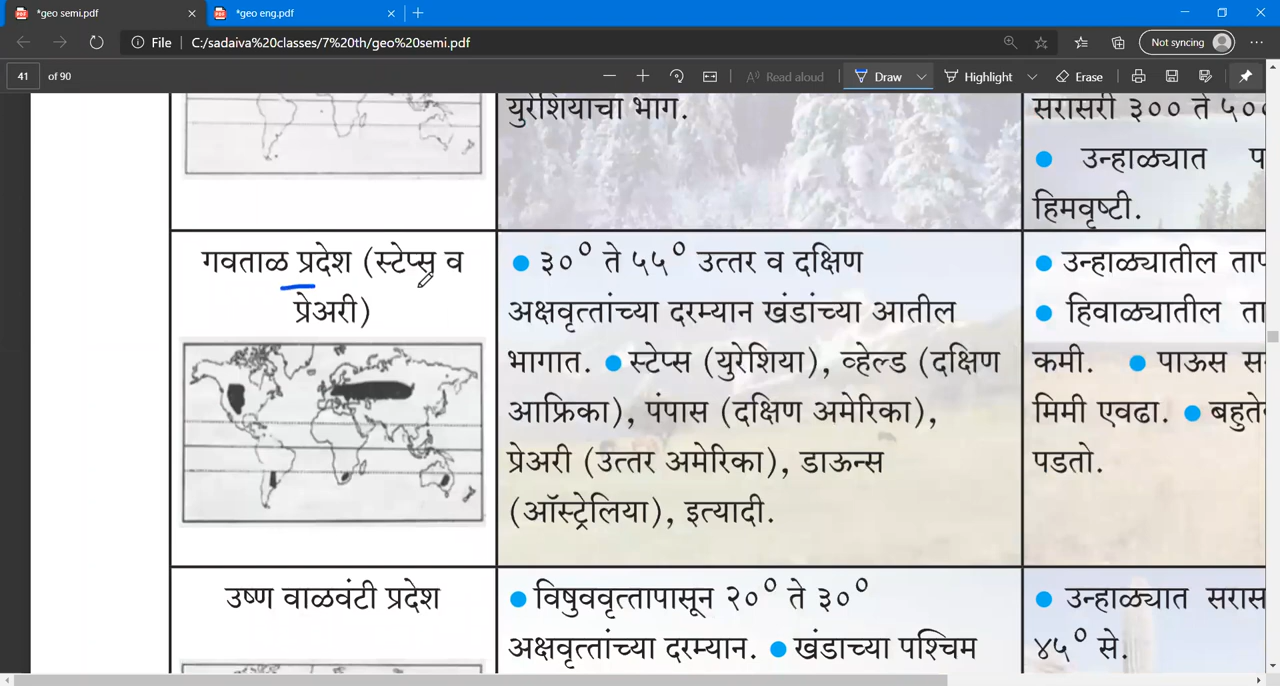 *geo semi.pdf
*geo eng.pdf
File | C:/sadaiva%20classes/7%20th/geo%20semi.pdf
Not syncing
41 of 90
Read aloud
Draw
Highlight
Erase
युरेशियाचा भाग.
सरासरी ३०० ते ५००
उन्हाळ्यात
हिमवृष्टी.
गवताळ प्रदेश (स्टेप्स व
प्रेअरी)
● ३०° ते ५५° उत्तर व दक्षिण
अक्षवृत्तांच्या दरम्यान खंडांच्या आतील
भागात. ● स्टेप्स (युरेशिया), व्हेल्ड (दक्षिण
आफ्रिका), पंपास (दक्षिण अमेरिका),
प्रेअरी (उत्तर अमेरिका), डाऊन्स
(ऑस्ट्रेलिया), इत्यादी.
● उन्हाळ्यातील
● हिवाळ्यातील
कमी. ● पाऊस
मिमी एवढा. ●
पडतो.
उष्ण वाळवंटी प्रदेश
● विषुववृत्तापासून २०° ते ३०°
अक्षवृत्तांच्या दरम्यान. ● खंडाच्या पश्चिम
● उन्हाळ्यात
४५° से.